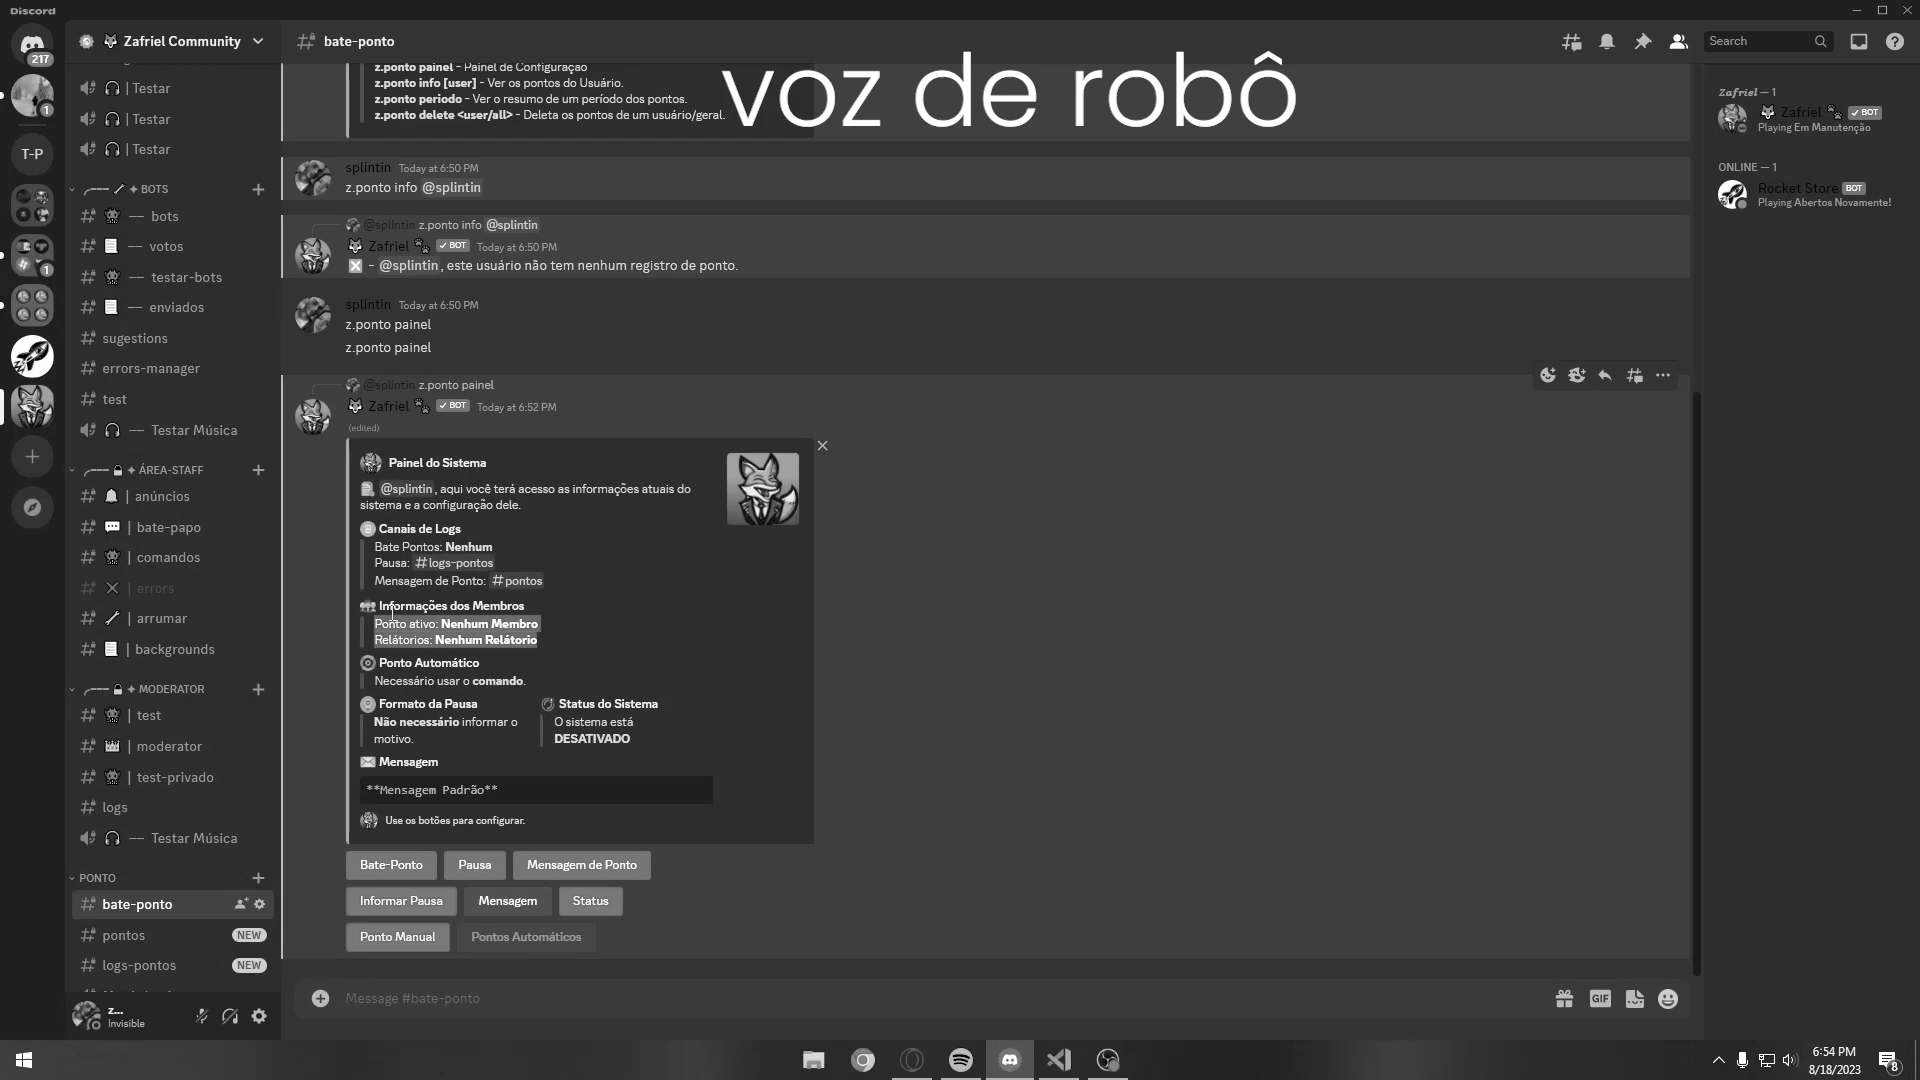 Discord
217
Zafriel Community
bate-ponto
Search
voz de robô
1
T-P
1
Testar
Testar
Testar
BOTS
bots
votos
testar-bots
enviados
sugestions
errors-manager
test
Testar Música
ÁREA-STAFF
anúncios
bate-papo
comandos
errors
arrumar
backgrounds
MODERATOR
test
moderator
test-privado
logs
Testar Música
PONTO
bate-ponto
pontos NEW
logs-pontos NEW
z...
Invisible
z.ponto painel - Painel de Configuração
z.ponto info [user] - Ver os pontos do Usuário.
z.ponto periodo - Ver o resumo de um período dos pontos.
z.ponto delete <user/all> - Deleta os pontos de um usuário/geral.
splintin Today at 6:50 PM
z.ponto info @splintin
@splintin z.ponto info @splintin
Zafriel BOT Today at 6:50 PM
- @splintin, este usuário não tem nenhum registro de ponto.
splintin Today at 6:50 PM
z.ponto painel
z.ponto painel
@splintin z.ponto painel
Zafriel BOT Today at 6:52 PM
(edited)
Painel do Sistema
@splintin, aqui você terá acesso as informações atuais do
sistema e a configuração dele.
Canais de Logs
Bate Pontos: Nenhum
Pausa: #logs-pontos
Mensagem de Ponto: #pontos
Informações dos Membros
Ponto ativo: Nenhum Membro
Relátorios: Nenhum Relátorio
Ponto Automático
Necessário usar o comando.
Formato da Pausa
Não necessário informar o
motivo.
Status do Sistema
O sistema está
DESATIVADO
Mensagem
**Mensagem Padrão**
Use os botões para configurar.
Bate-Ponto Pausa Mensagem de Ponto
Informar Pausa Mensagem Status
Ponto Manual Pontos Automáticos
Message #bate-ponto
GIF
Zafriel — 1
Zafriel BOT
Playing Em Manutenção
ONLINE — 1
Rocket Store BOT
Playing Abertos Novamente!
6:54 PM
8/18/2023
8